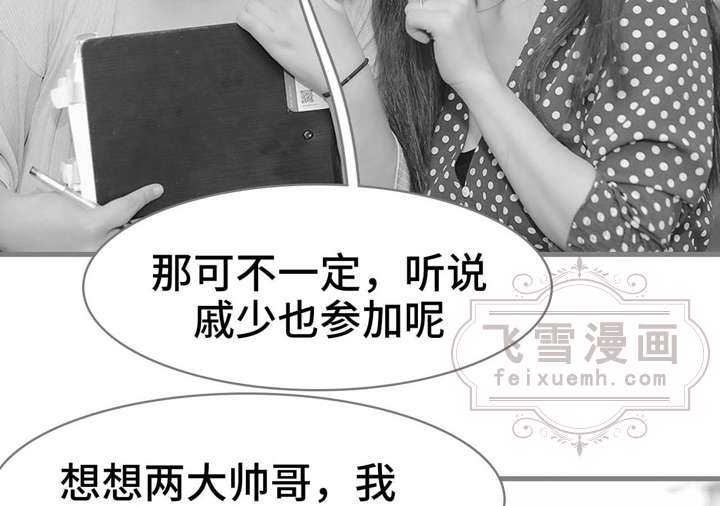 那可不一定，听说
戚少也参加呢
飞雪漫画
feixuemh.com
想想两大帅哥，我